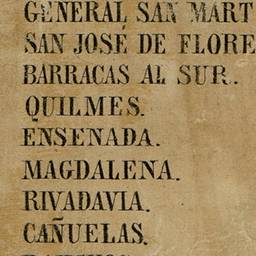 GENERAL SAN MART
SAN JOSÉ DE FLORE
BARRACAS AL SUR.
QUILMES.
ENSENADA.
MAGDALENA.
RIVADAVIA.
CAÑUELAS.